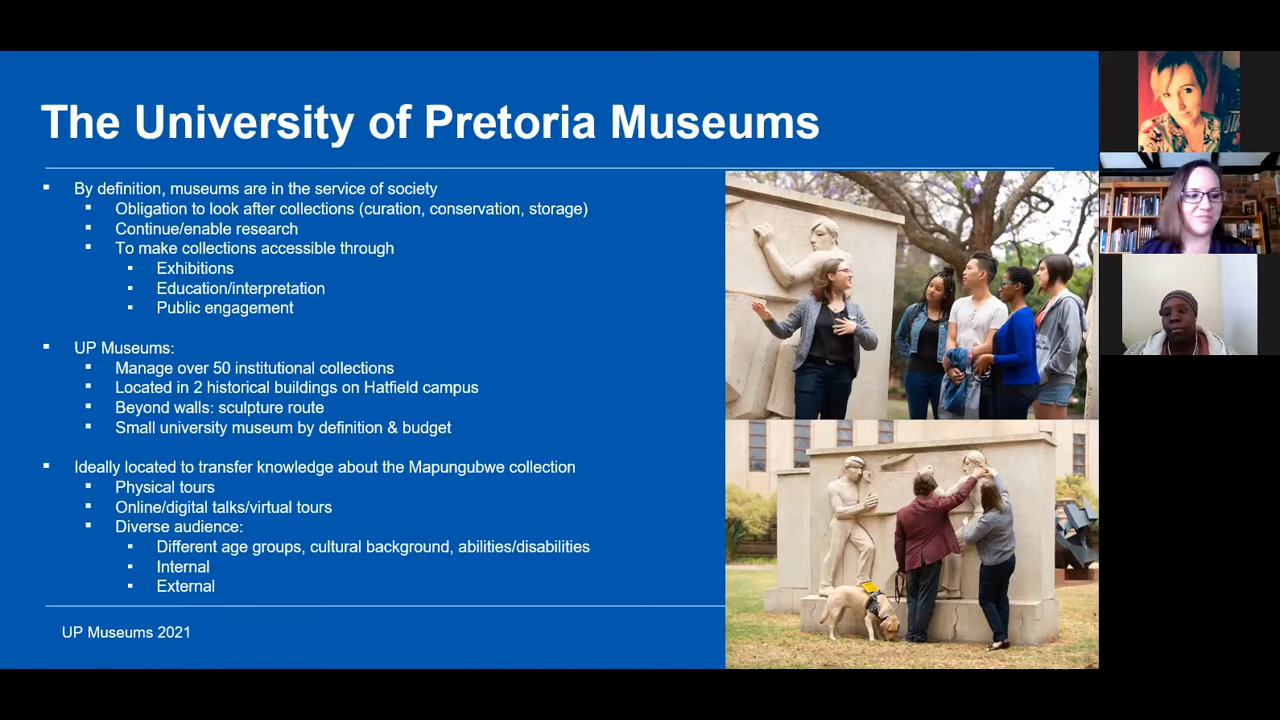 The University of Pretoria Museums
▪ By definition, museums are in the service of society
▪ Obligation to look after collections (curation, conservation, storage)
▪ Continue/enable research
▪ To make collections accessible through
▪ Exhibitions
▪ Education/interpretation
▪ Public engagement
▪ UP Museums:
▪ Manage over 50 institutional collections
▪ Located in 2 historical buildings on Hatfield campus
▪ Beyond walls: sculpture route
▪ Small university museum by definition & budget
▪ Ideally located to transfer knowledge about the Mapungubwe collection
▪ Physical tours
▪ Online/digital talks/virtual tours
▪ Diverse audience:
▪ Different age groups, cultural background, abilities/disabilities
▪ Internal
▪ External
UP Museums 2021